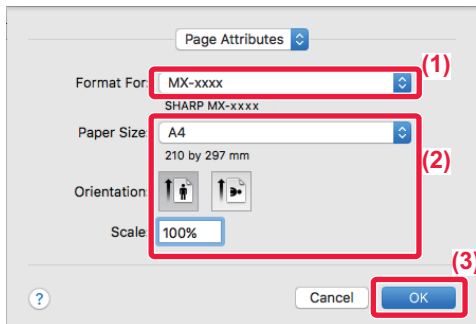 Page Attributes
(1)
Format For: MX-xxxx
SHARP MX-xxxx
Paper Size: A4
210 by 297 mm
(2)
Orientation:
Scale: 100%
(3)
? Cancel OK